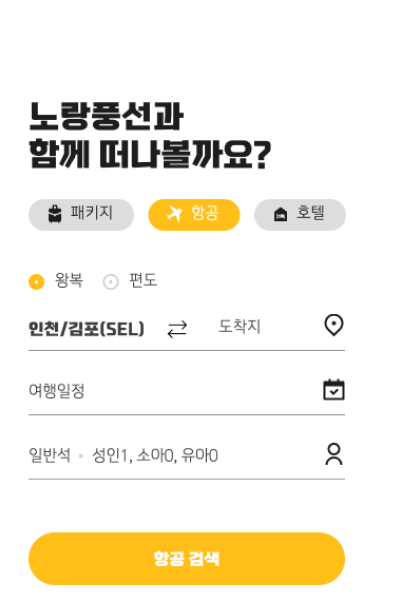 노랑풍선과
함께 떠나볼까요?
패키지 항공 호텔
왕복 편도
인천/김포(SEL) 도착지
여행일정
일반석 • 성인1, 소아0, 유아0
항공 검색